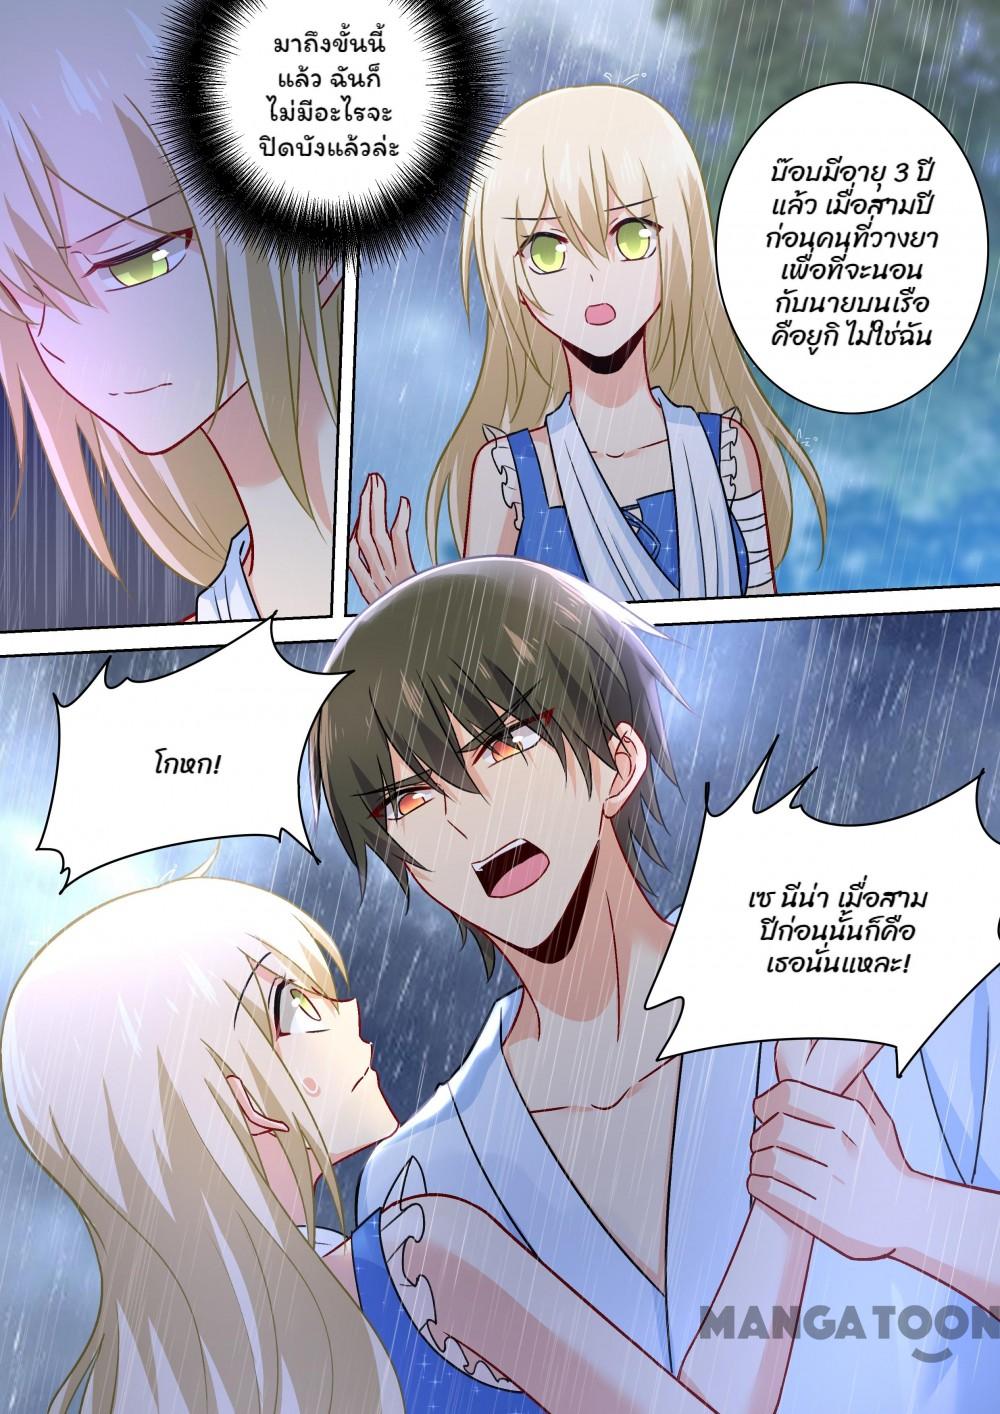 มาถึงขั้นนี้
แล้ว ฉันก็
ไม่มีอะไรจะ
ปิดบังแล้วล่ะ
บ๊อบมีอายุ 3 ปี
แล้ว เมื่อสามปี
ก่อนคนที่วางยา
เพื่อที่จะนอน
กับนายบนเรือ
คือยูกิ ไม่ใช่ฉัน
โกหก!
เซ นีน่า เมื่อสาม
ปีก่อนนั้นก็คือ
เธอนั่นแหละ!
MANGATOON